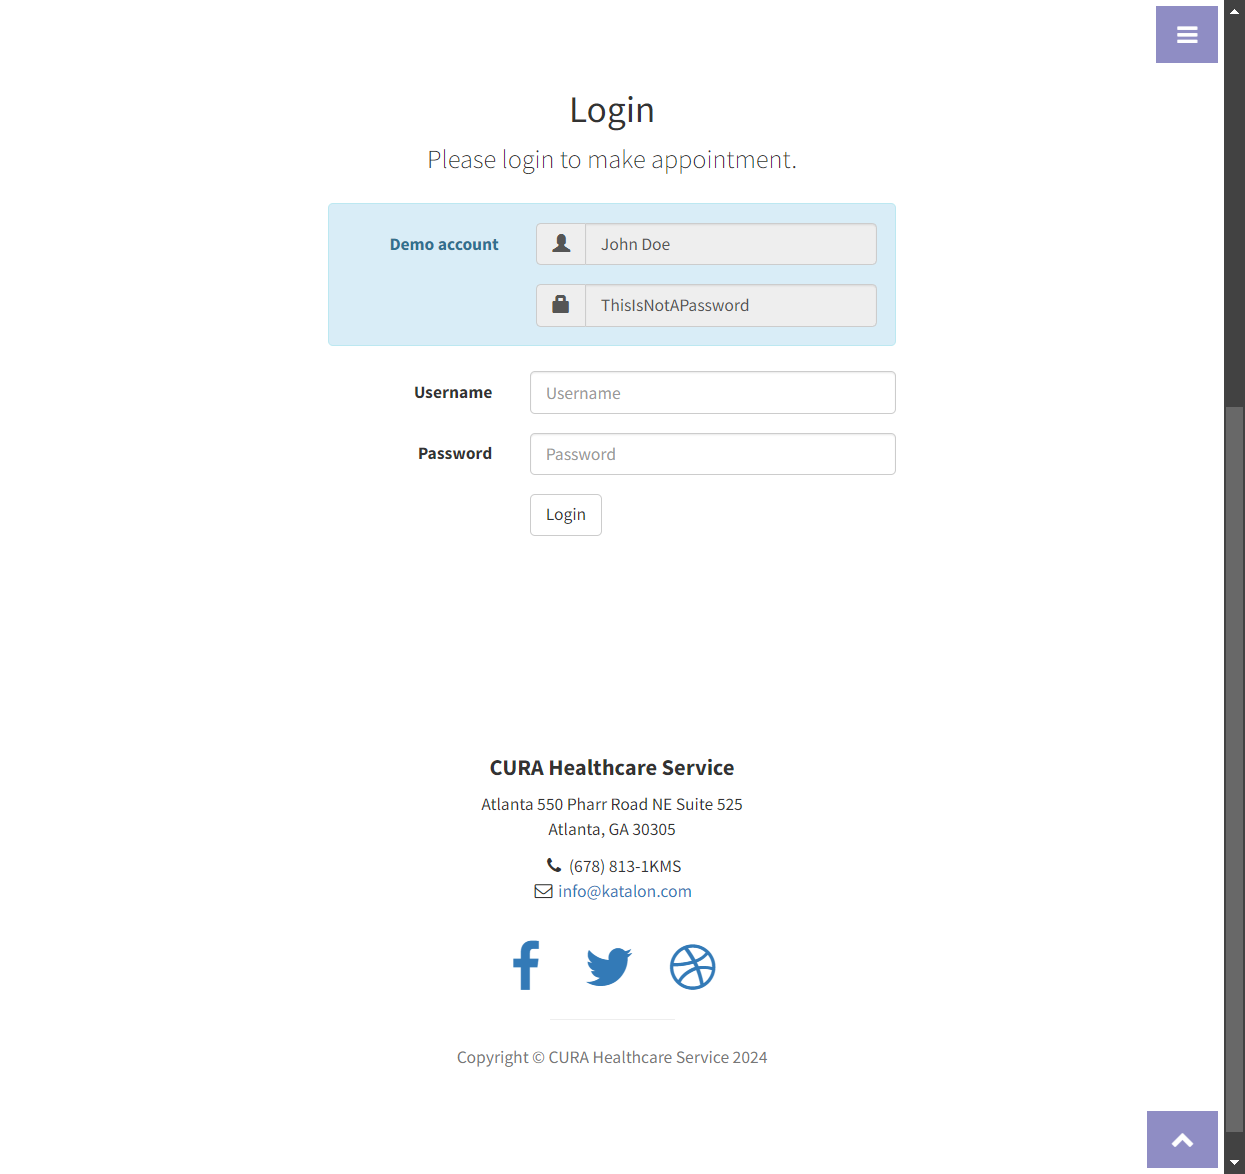 Login
Please login to make appointment.
Demo account
John Doe
ThisIsNotAPassword
Username
Username
Password
Password
Login
CURA Healthcare Service
Atlanta 550 Pharr Road NE Suite 525
Atlanta, GA 30305
(678) 813-1KMS
info@katalon.com
Copyright © CURA Healthcare Service 2024